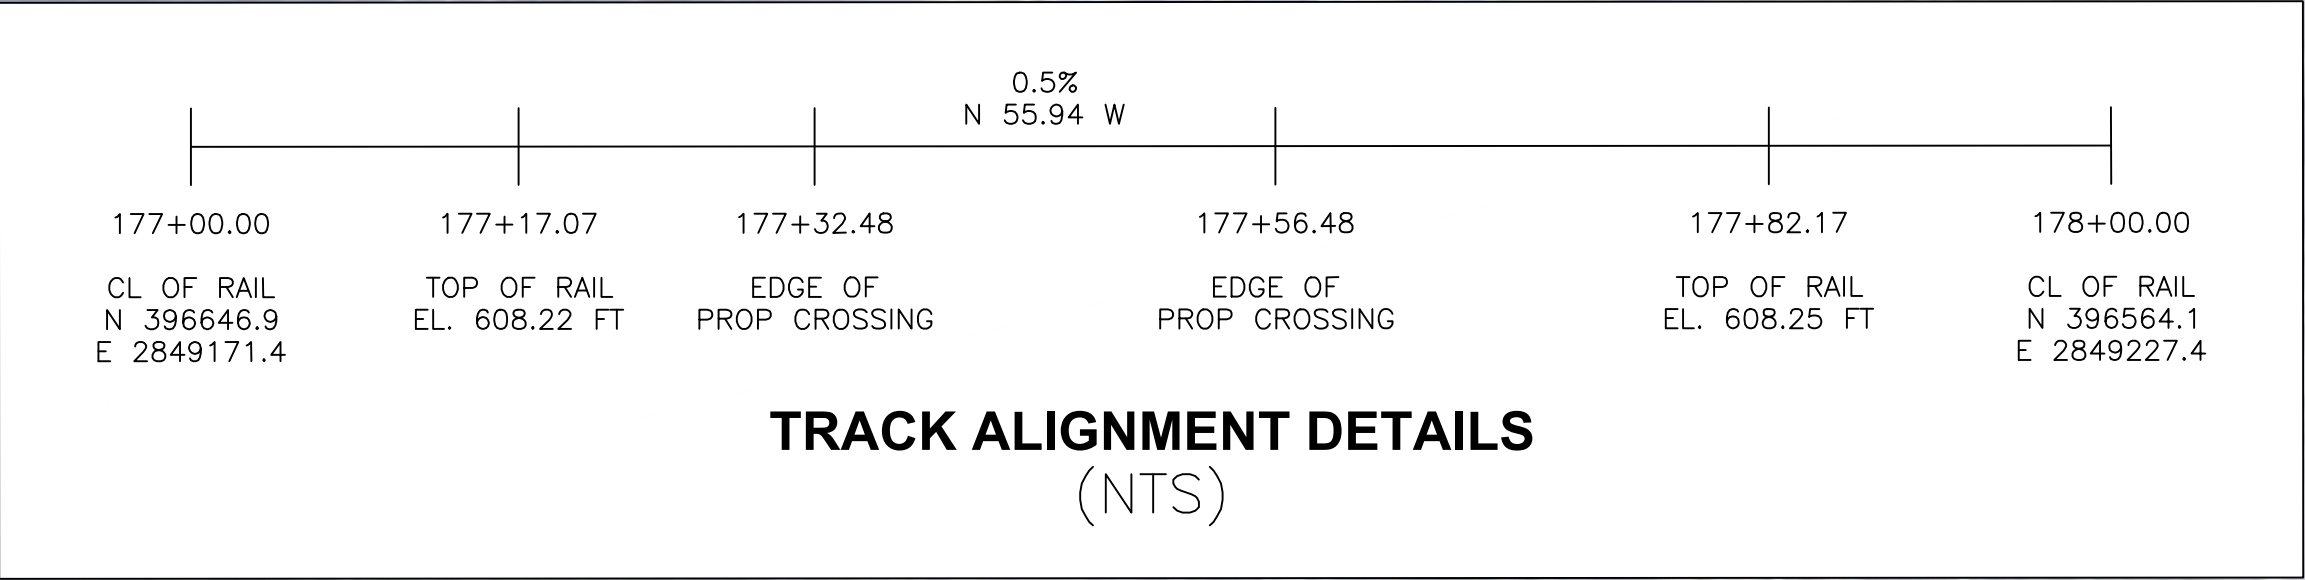 0.5%
N 55.94 W
177+00.00
CL OF RAIL
N 396646.9
E 2849171.4
177+17.07
TOP OF RAIL
EL. 608.22 FT
177+32.48
EDGE OF
PROP CROSSING
177+56.48
EDGE OF
PROP CROSSING
177+82.17
TOP OF RAIL
EL. 608.25 FT
178+00.00
CL OF RAIL
N 396564.1
E 2849227.4
TRACK ALIGNMENT DETAILS
(NTS)